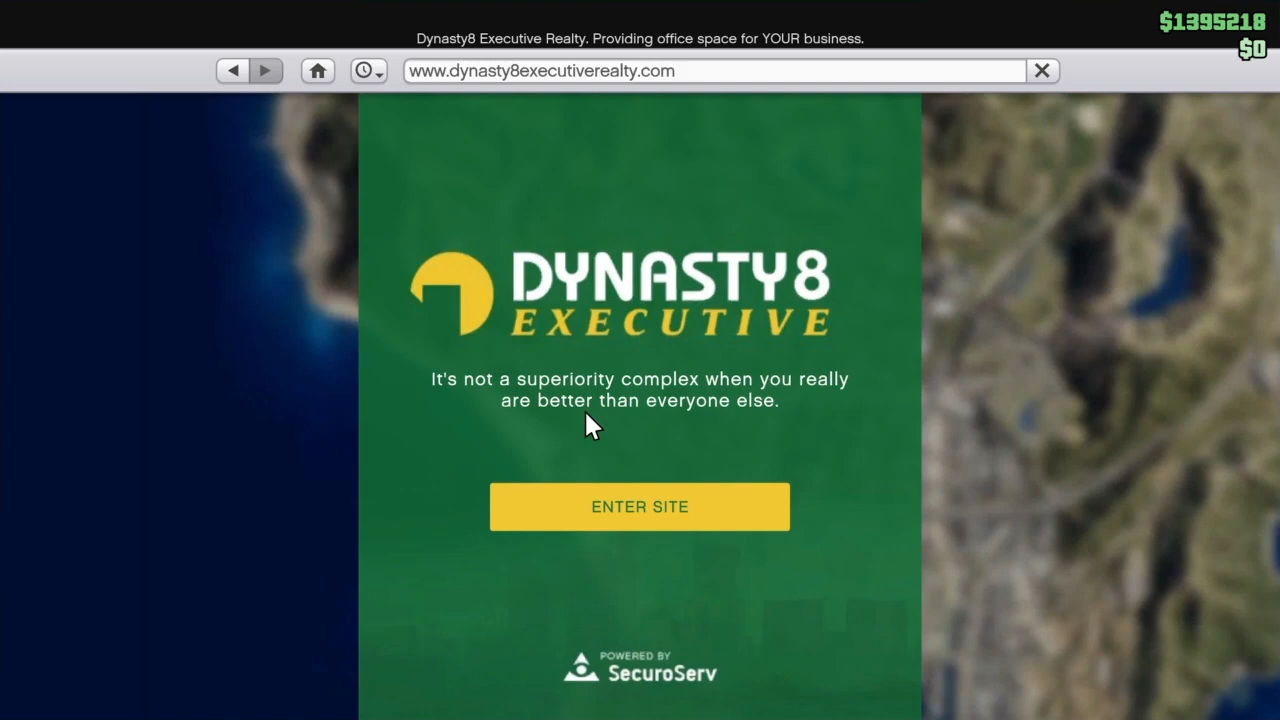 $1395218
Dynasty8 Executive Realty. Providing office space for YOUR business.
$0
www.dynasty8executiverealty.com
DYNASTY8
EXECUTIVE
It's not a superiority complex when you really
are better than everyone else.
ENTER SITE
POWERED BY
SecuroServ